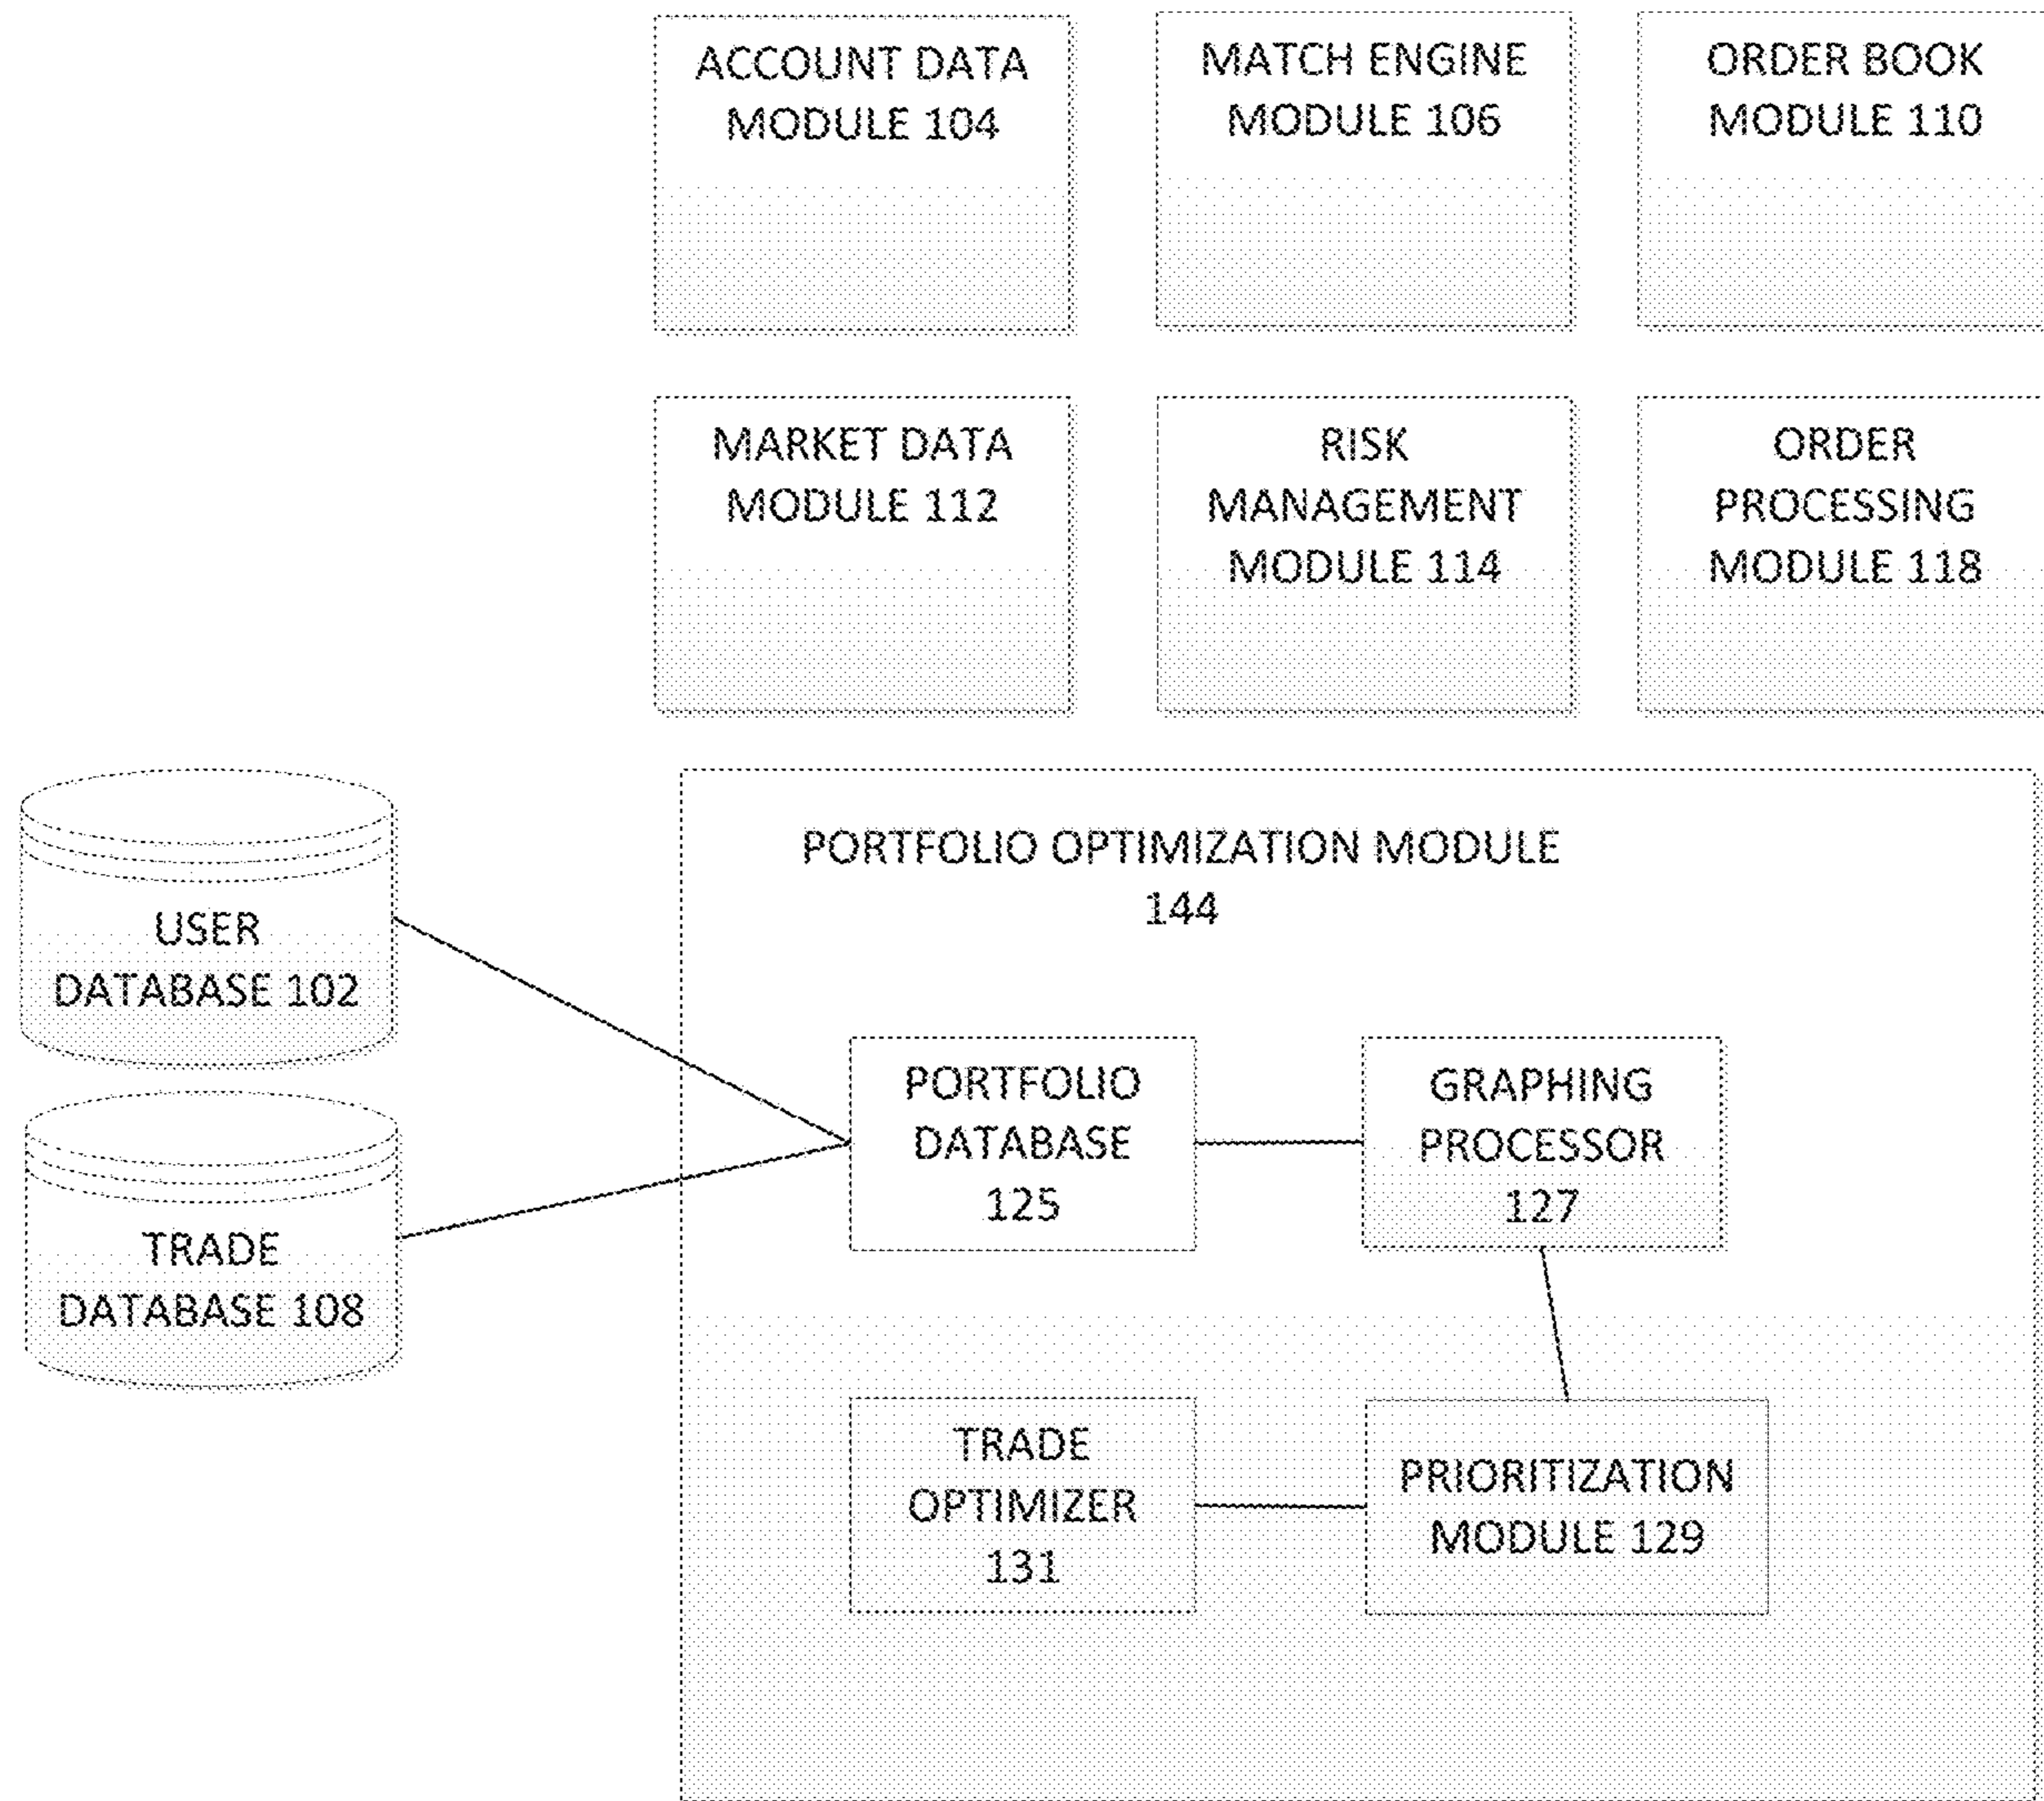 ACCOUNT DATA
MODULE 104
MATCH ENGINE
MODULE 106
ORDER BOOK
MODULE 110
MARKET DATA
MODULE 112
RISK
MANAGEMENT
MODULE 114
ORDER
PROCESSING
MODULE 118
USER
DATABASE 102
TRADE
DATABASE 108
PORTFOLIO OPTIMIZATION MODULE
144
PORTFOLIO
DATABASE
125
GRAPHING
PROCESSOR
127
TRADE
OPTIMIZER
131
PRIORITIZATION
MODULE 129